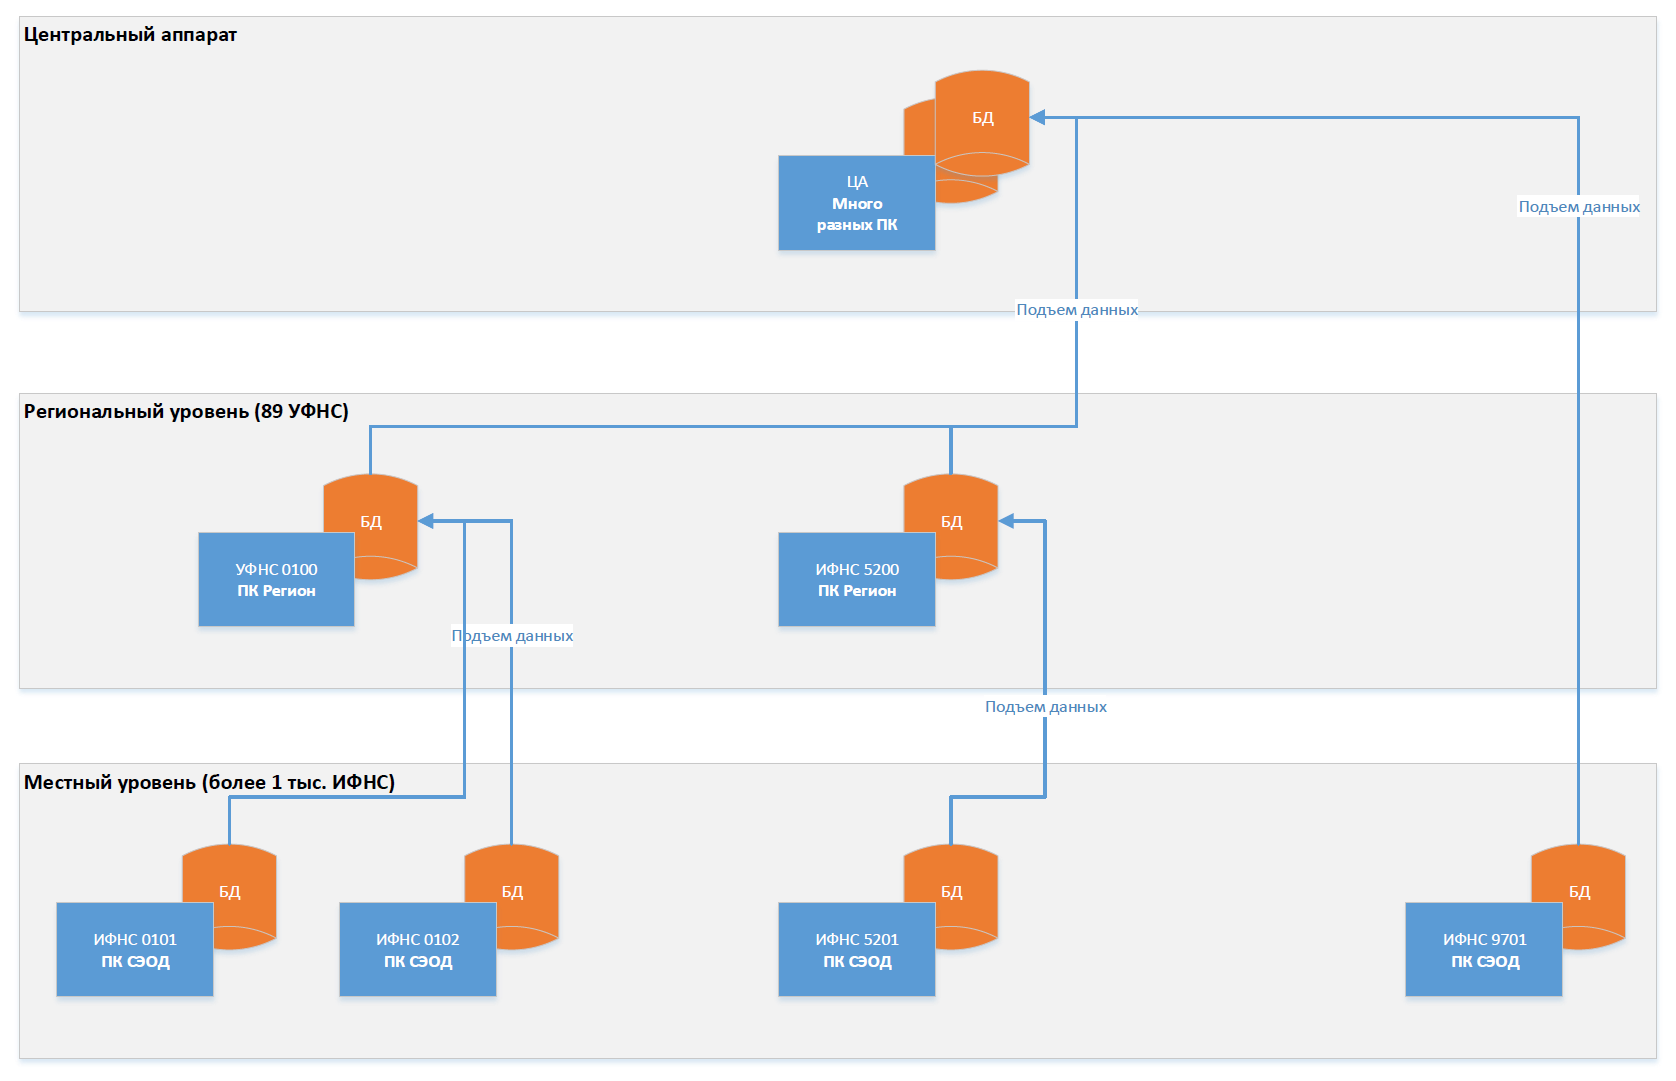 Центральный аппарат
БД
ЦА
Много
разных ПК
Подъем данных
Подъем данных
Региональный уровень (89 УФНС)
БД
УФНС 0100
ПК Регион
БД
ИФНС 5200
ПК Регион
Подъем данных
Подъем данных
Местный уровень (более 1 тыс. ИФНС)
БД
ИФНС 0101
ПК СЭОД
БД
ИФНС 0102
ПК СЭОД
БД
ИФНС 5201
ПК СЭОД
БД
ИФНС 9701
ПК СЭОД